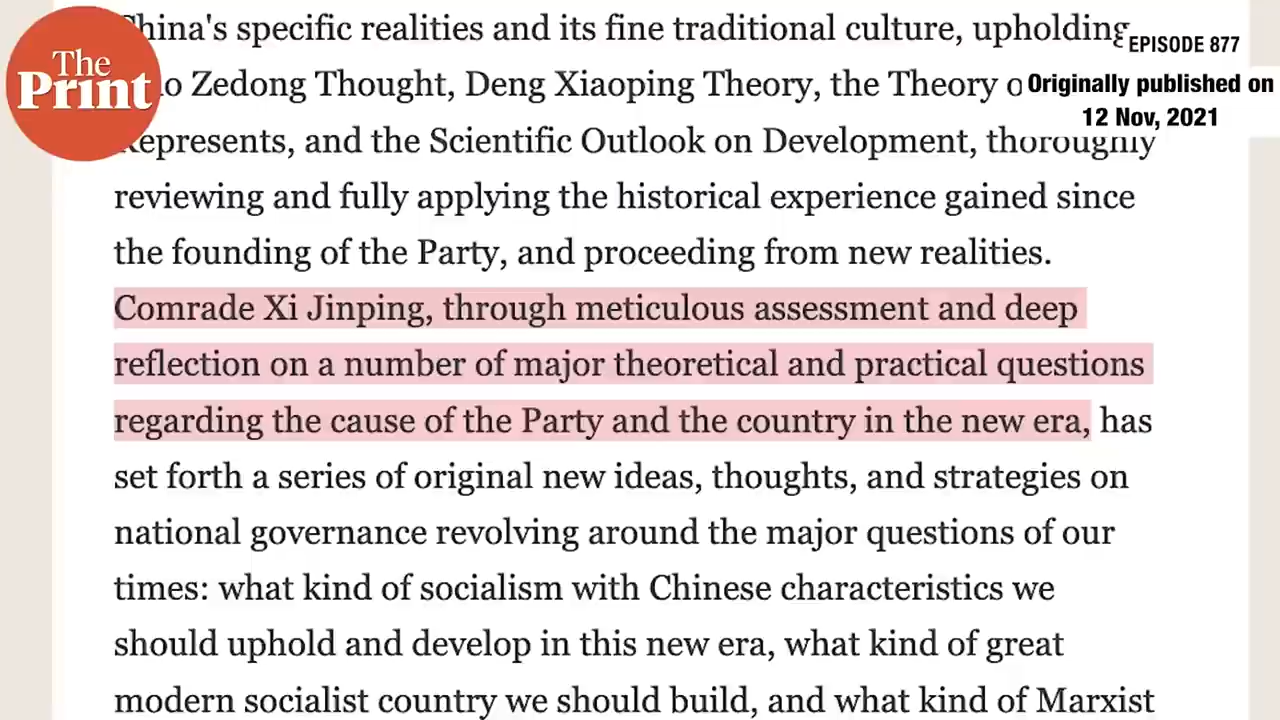 The
Print
EPISODE 877
Originally published on
12 Nov, 2021
China's specific realities and its fine traditional culture, upholding
Zedong Thought, Deng Xiaoping Theory, the Theory
Represents, and the Scientific Outlook on Development, thoroughly
reviewing and fully applying the historical experience gained since
the founding of the Party, and proceeding from new realities.
Comrade Xi Jinping, through meticulous assessment and deep
reflection on a number of major theoretical and practical questions
regarding the cause of the Party and the country in the new era, has
set forth a series of original new ideas, thoughts, and strategies on
national governance revolving around the major questions of our
times: what kind of socialism with Chinese characteristics we
should uphold and develop in this new era, what kind of great
modern socialist country we should build, and what kind of Marxist